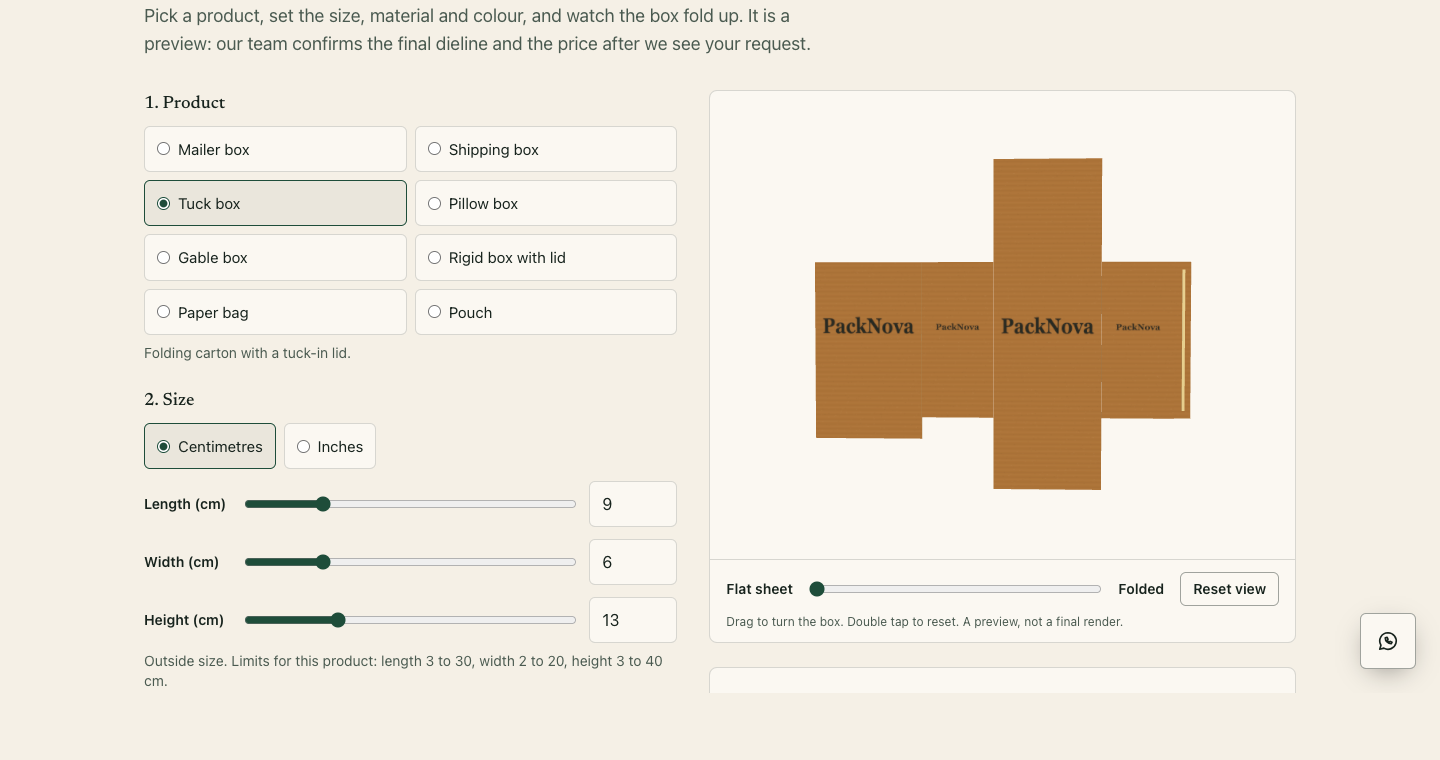 Pick a product, set the size, material and colour, and watch the box fold up. It is a
preview: our team confirms the final dieline and the price after we see your request.
1. Product
Mailer box
Shipping box
Tuck box
Pillow box
Gable box
Rigid box with lid
Paper bag
Pouch
Folding carton with a tuck-in lid.
2. Size
Centimetres
Inches
Length (cm)
9
Width (cm)
6
Height (cm)
13
Outside size. Limits for this product: length 3 to 30, width 2 to 20, height 3 to 40
cm.
PackNova
PackNova
PackNova
PackNova
Flat sheet
Folded
Reset view
Drag to turn the box. Double tap to reset. A preview, not a final render.